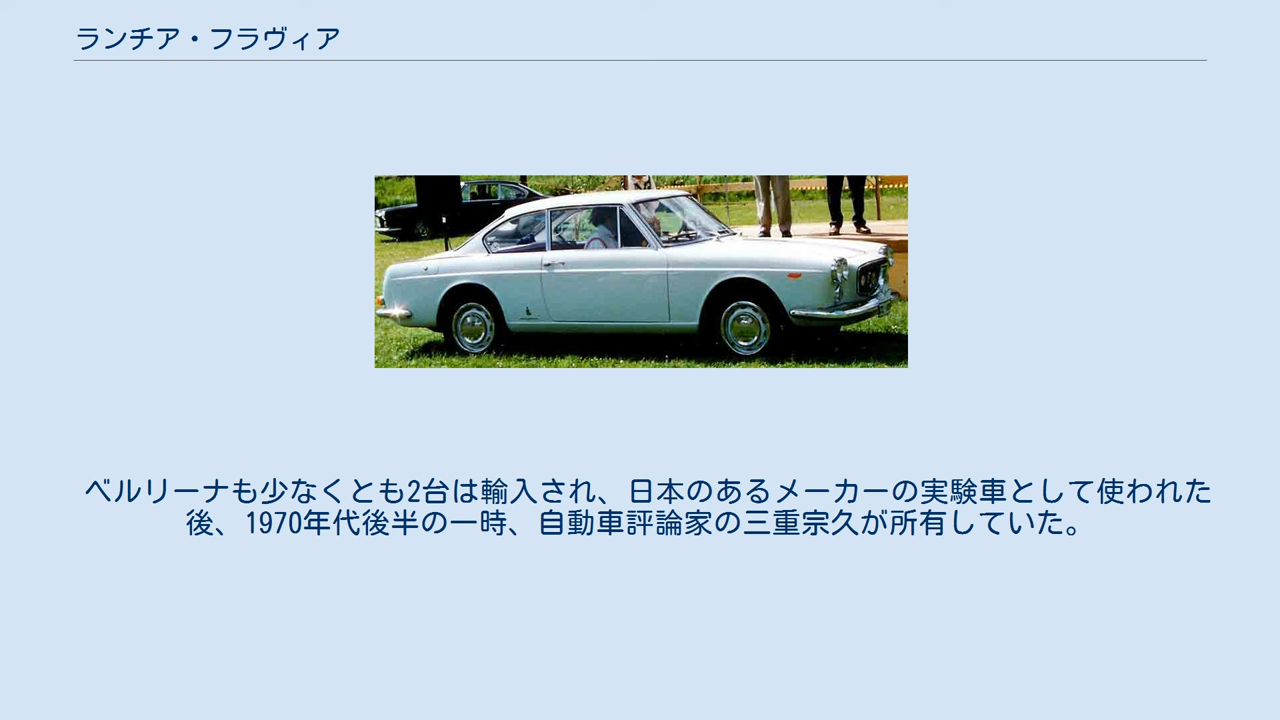 ランチア・フラヴィア
ベルリーナも少なくとも2台は輸入され、日本のあるメーカーの実験車として使われた
後、1970年代後半の一時、自動車評論家の三重宗久が所有していた。